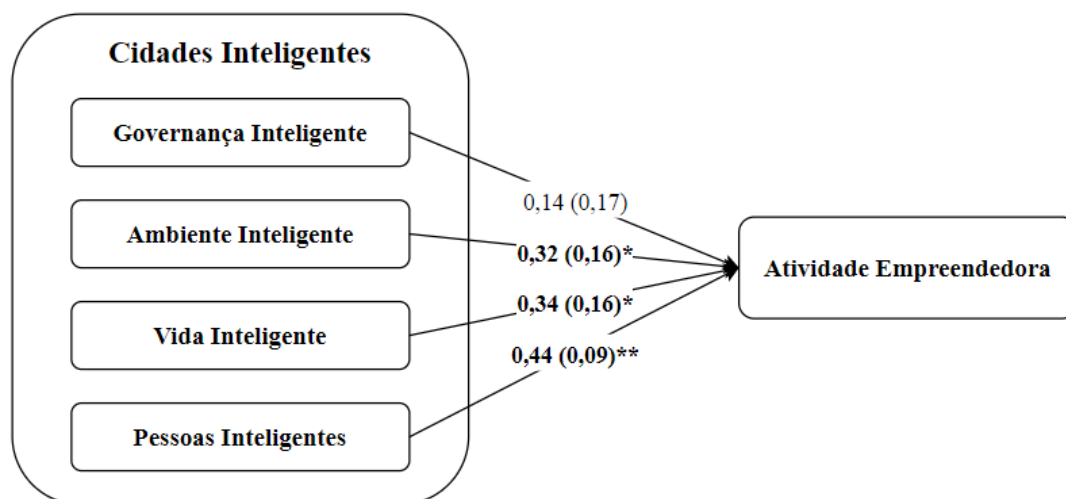 Cidades Inteligentes
Governança Inteligente
0,14 (0,17)
Ambiente Inteligente
0,32 (0,16)*
Atividade Empreendedora
0,34 (0,16)*
Vida Inteligente
0,44 (0,09)**
Pessoas Inteligentes